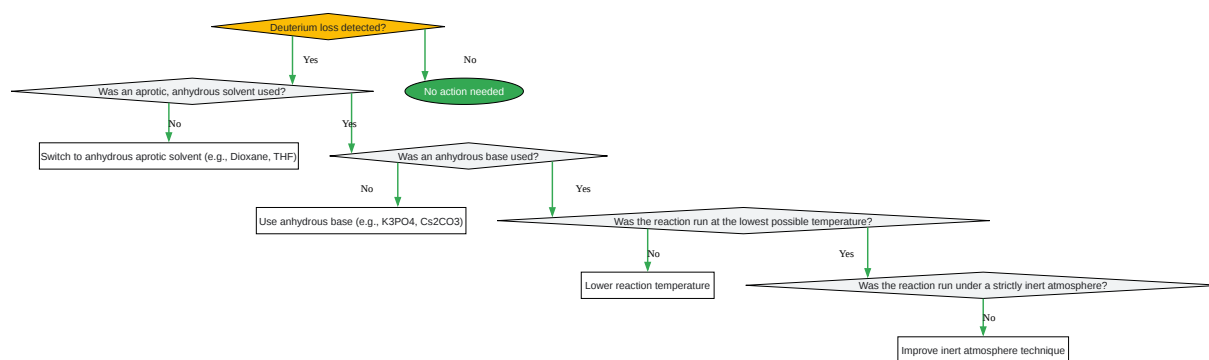 Deuterium loss detected?
Yes
No
Was an aprotic, anhydrous solvent used?
No action needed
No
Yes
Switch to anhydrous aprotic solvent (e.g., Dioxane, THF)
Was an anhydrous base used?
No
Yes
Use anhydrous base (e.g., K3PO4, Cs2CO3)
Was the reaction run at the lowest possible temperature?
No
Yes
Lower reaction temperature
Was the reaction run under a strictly inert atmosphere?
No
Improve inert atmosphere technique